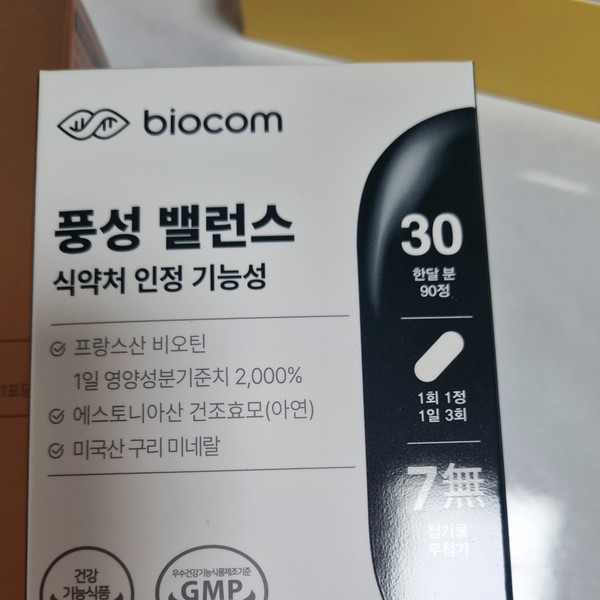 biocom
풍성 밸런스
식약처 인정 기능성
프랑스산 비오틴
1일 영양성분기준치 2,000%
에스토니아산 건조효모(아연)
미국산 구리 미네랄
30
한달 분
90정
1회 1정
1일 3회
7無
첨가물
무첨가
건강
기능식품
우수건강기능식품제조기준
GMP